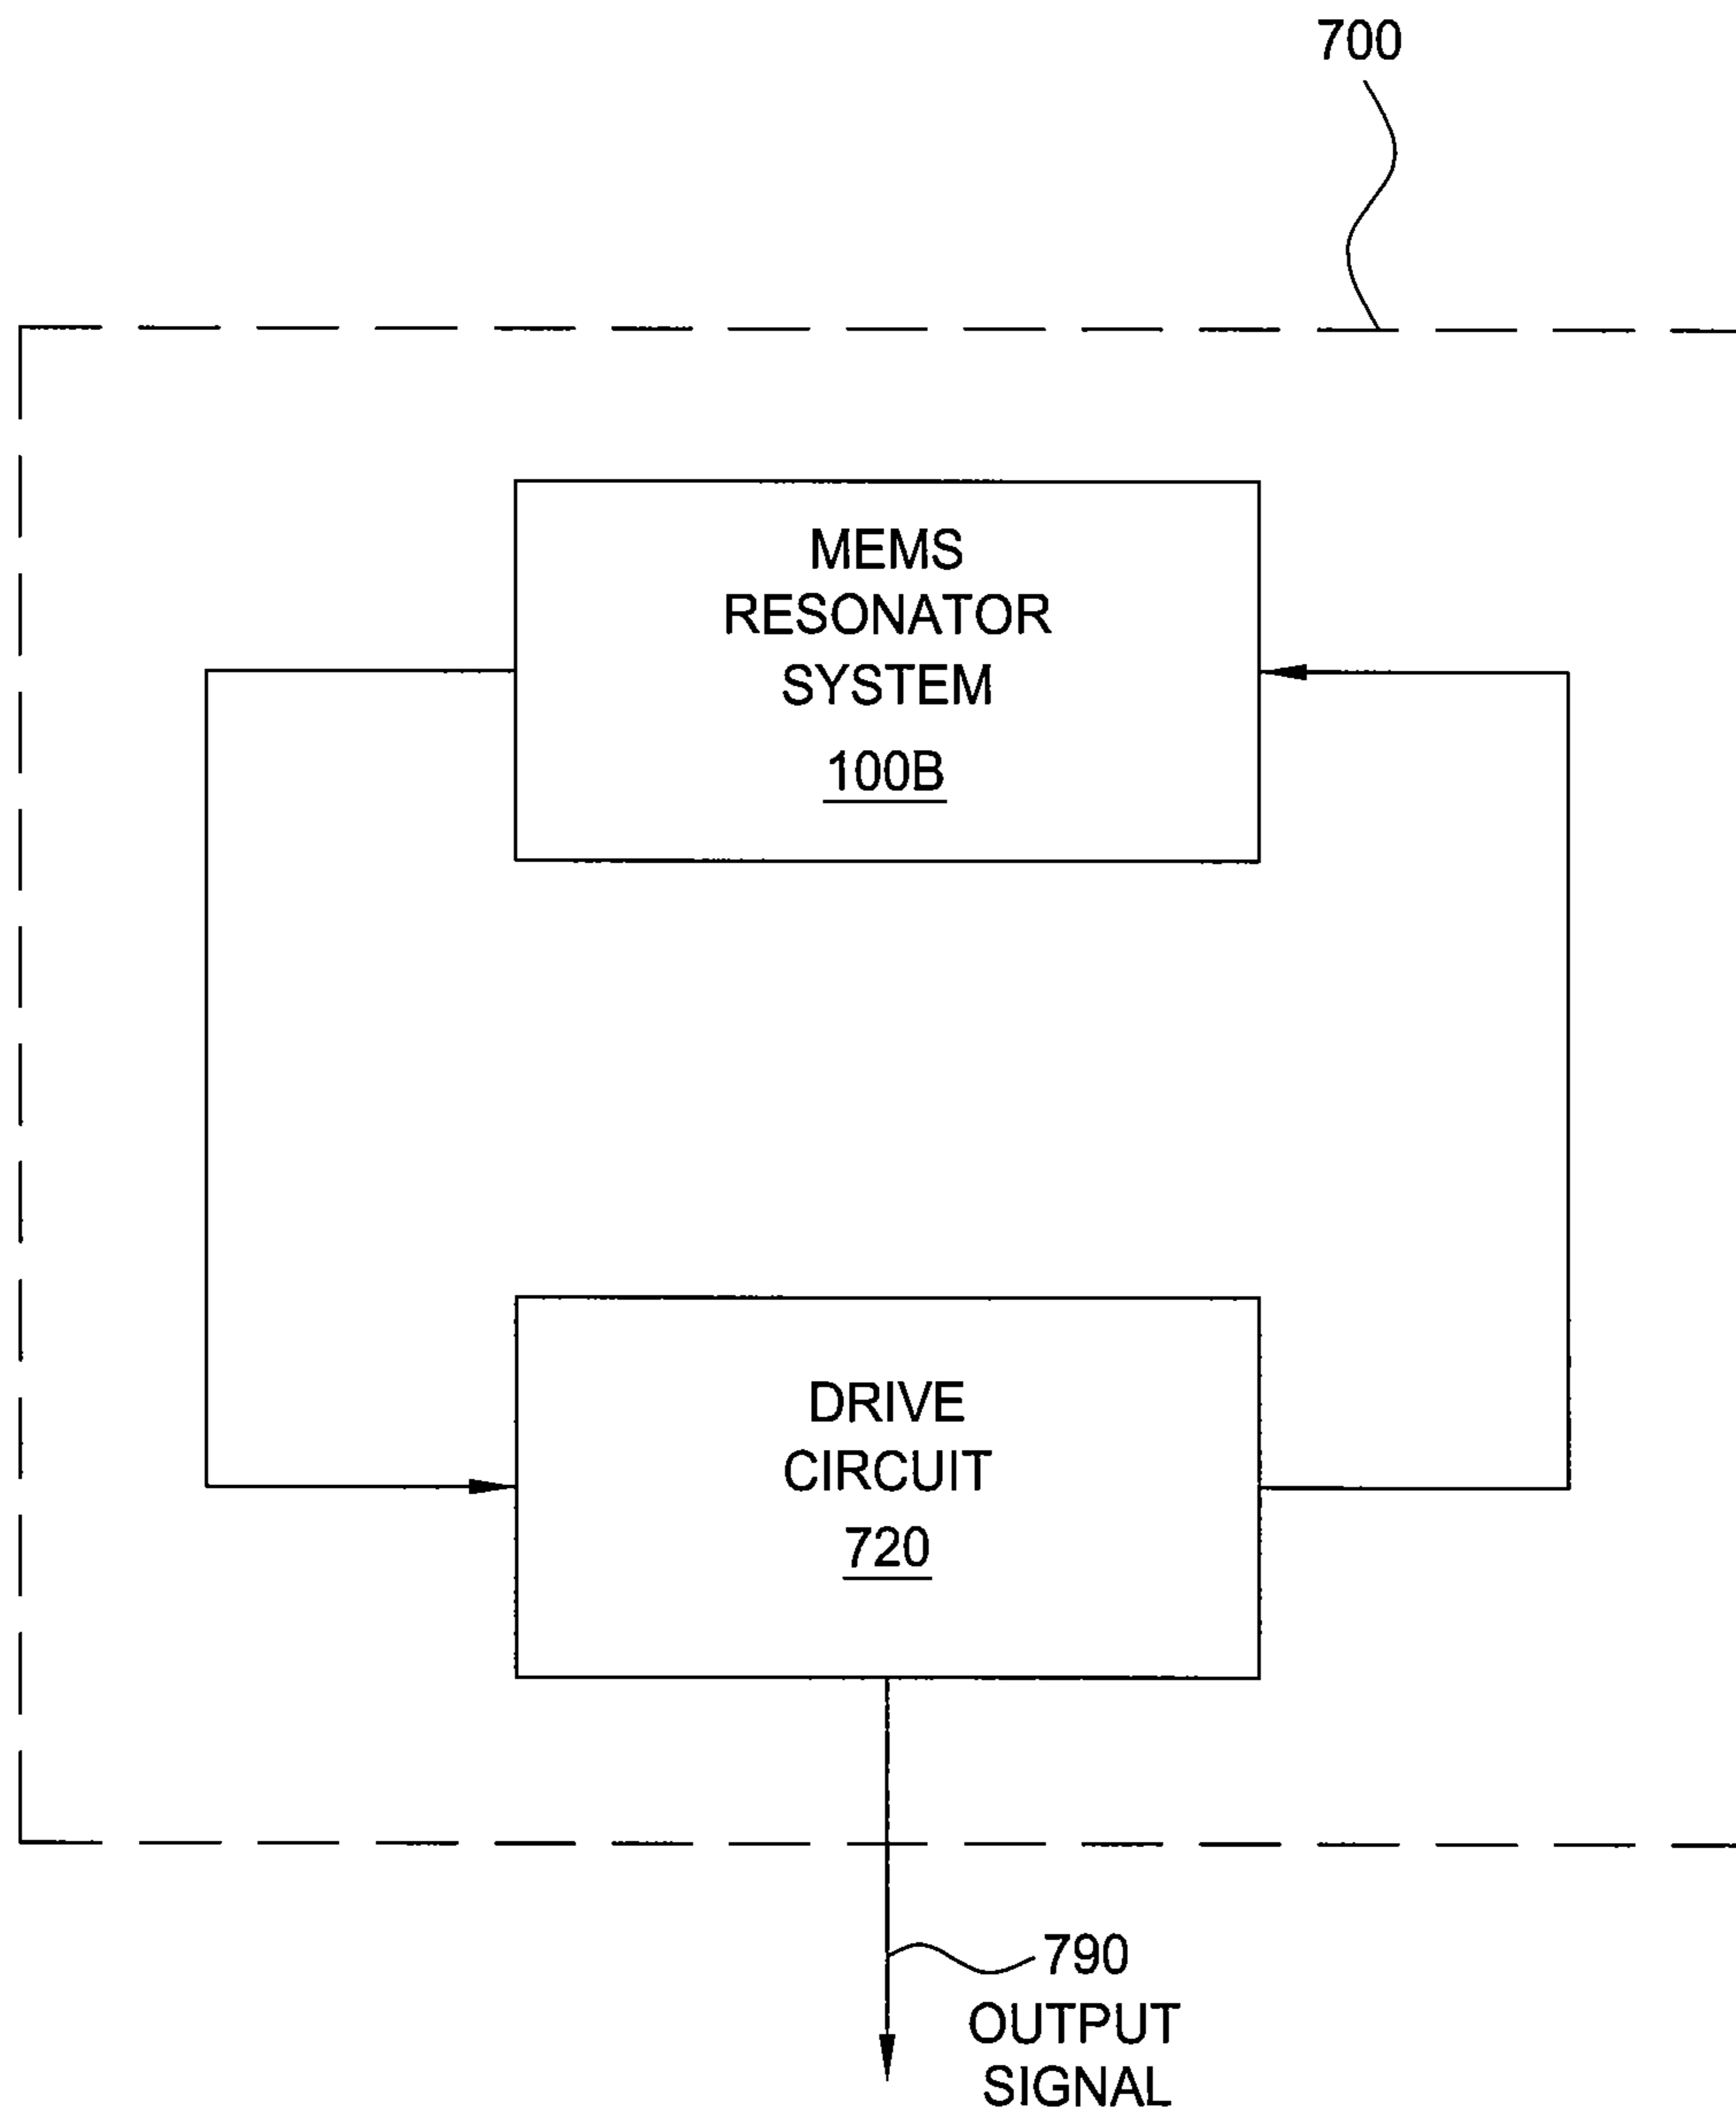 700
MEMS
RESONATOR
SYSTEM
100B
DRIVE
CIRCUIT
720
790
OUTPUT
SIGNAL